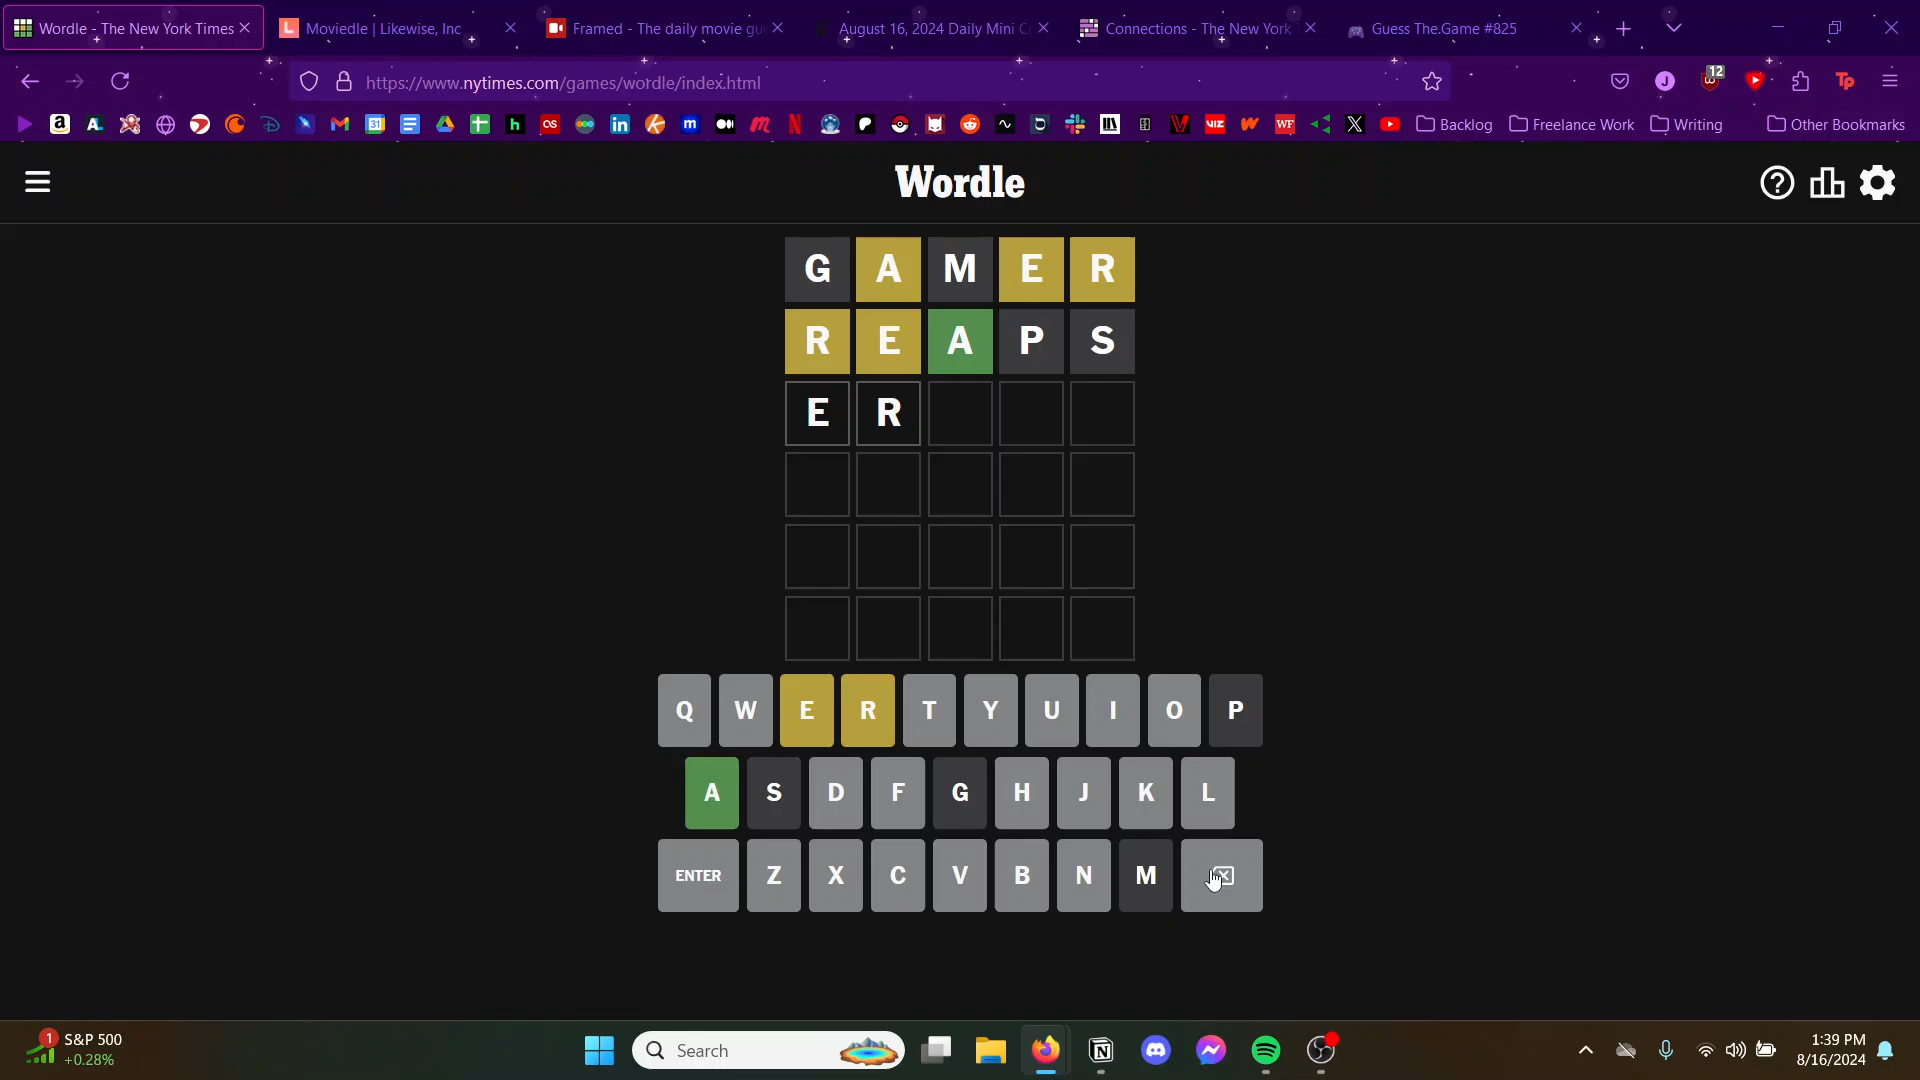 Wordle - The New York Times
Moviedle | Likewise, Inc
Framed - The daily movie gu
August 16, 2024 Daily Mini C
Connections - The New York
Guess The.Game #825
https://www.nytimes.com/games/wordle/index.html
12
J
Tp
Backlog
Freelance Work
Writing
Other Bookmarks
Wordle
G A M E R
R E A P S
E R
Q W E R T Y U I O P
A S D F G H J K L
ENTER Z X C V B N M
1
S&P 500
+0.28%
Search
1:39 PM
8/16/2024